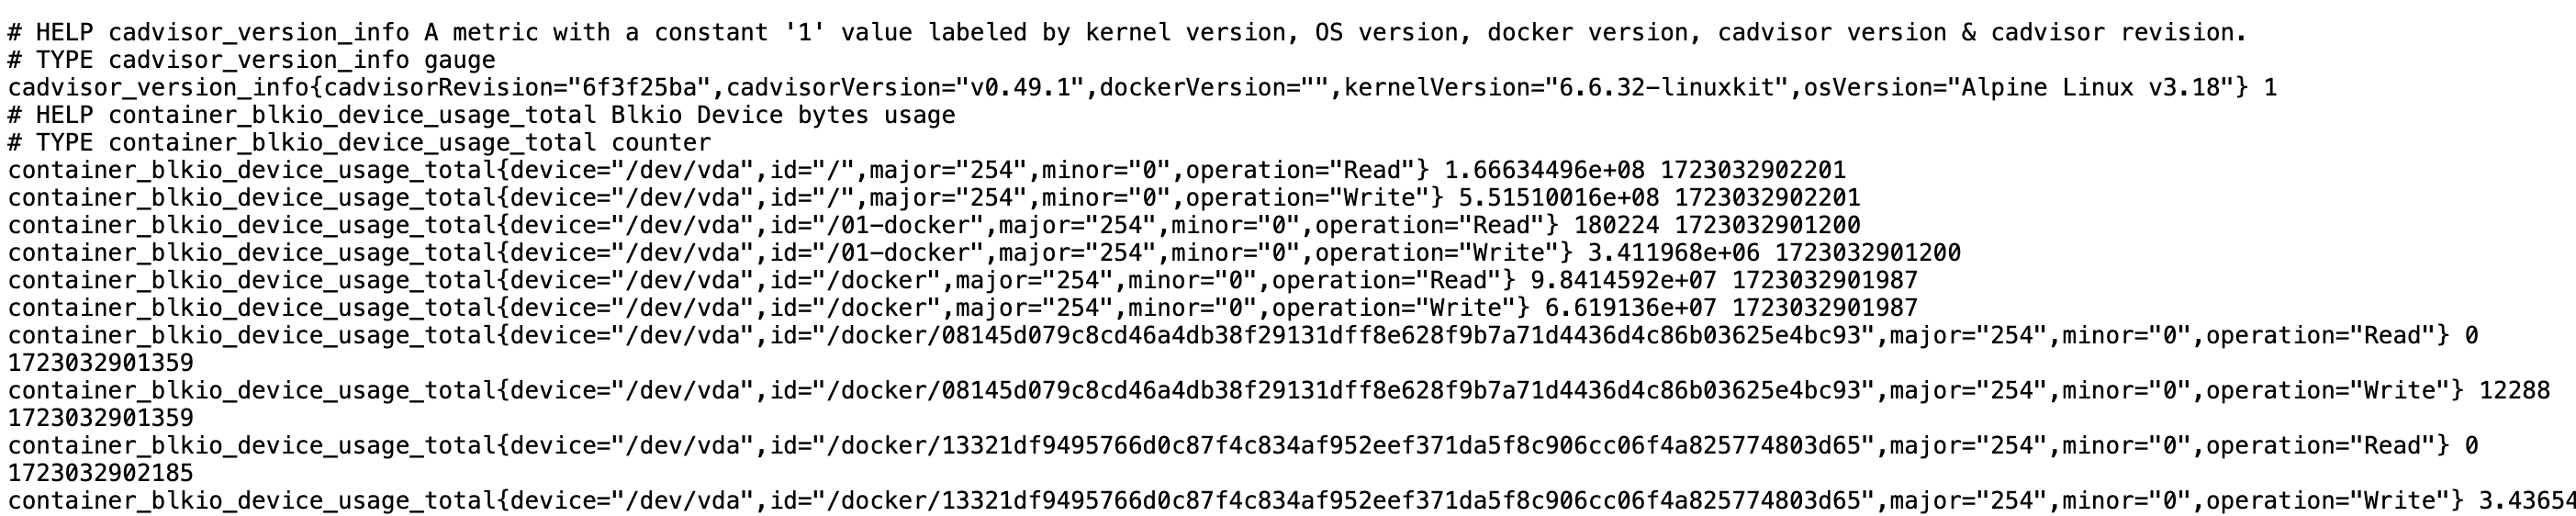 # HELP cadvisor_version_info A metric with a constant '1' value labeled by kernel version, OS version, docker version, cadvisor version & cadvisor revision.
# TYPE cadvisor_version_info gauge
cadvisor_version_info{cadvisorRevision="6f3f25ba",cadvisorVersion="v0.49.1",dockerVersion="",kernelVersion="6.6.32-linuxkit",osVersion="Alpine Linux v3.18"} 1
# HELP container_blkio_device_usage_total Blkio Device bytes usage
# TYPE container_blkio_device_usage_total counter
container_blkio_device_usage_total{device="/dev/vda",id="/",major="254",minor="0",operation="Read"} 1.66634496e+08 1723032902201
container_blkio_device_usage_total{device="/dev/vda",id="/",major="254",minor="0",operation="Write"} 5.51510016e+08 1723032902201
container_blkio_device_usage_total{device="/dev/vda",id="/01-docker",major="254",minor="0",operation="Read"} 180224 1723032901200
container_blkio_device_usage_total{device="/dev/vda",id="/01-docker",major="254",minor="0",operation="Write"} 3.411968e+06 1723032901200
container_blkio_device_usage_total{device="/dev/vda",id="/docker",major="254",minor="0",operation="Read"} 9.8414592e+07 1723032901987
container_blkio_device_usage_total{device="/dev/vda",id="/docker",major="254",minor="0",operation="Write"} 6.619136e+07 1723032901987
container_blkio_device_usage_total{device="/dev/vda",id="/docker/08145d079c8cd46a4db38f29131dff8e628f9b7a71d4436d4c86b03625e4bc93",major="254",minor="0",operation="Read"} 0
1723032901359
container_blkio_device_usage_total{device="/dev/vda",id="/docker/08145d079c8cd46a4db38f29131dff8e628f9b7a71d4436d4c86b03625e4bc93",major="254",minor="0",operation="Write"} 12288
1723032901359
container_blkio_device_usage_total{device="/dev/vda",id="/docker/13321df9495766d0c87f4c834af952eef371da5f8c906cc06f4a825774803d65",major="254",minor="0",operation="Read"} 0
1723032902185
container_blkio_device_usage_total{device="/dev/vda",id="/docker/13321df9495766d0c87f4c834af952eef371da5f8c906cc06f4a825774803d65",major="254",minor="0",operation="Write"} 3.43654